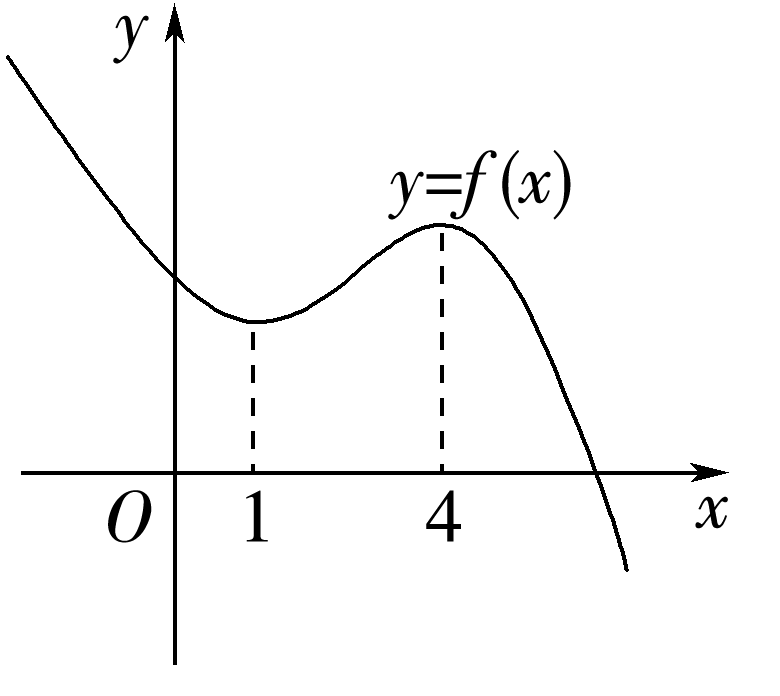 y
y=f(x)
O 1 4 x